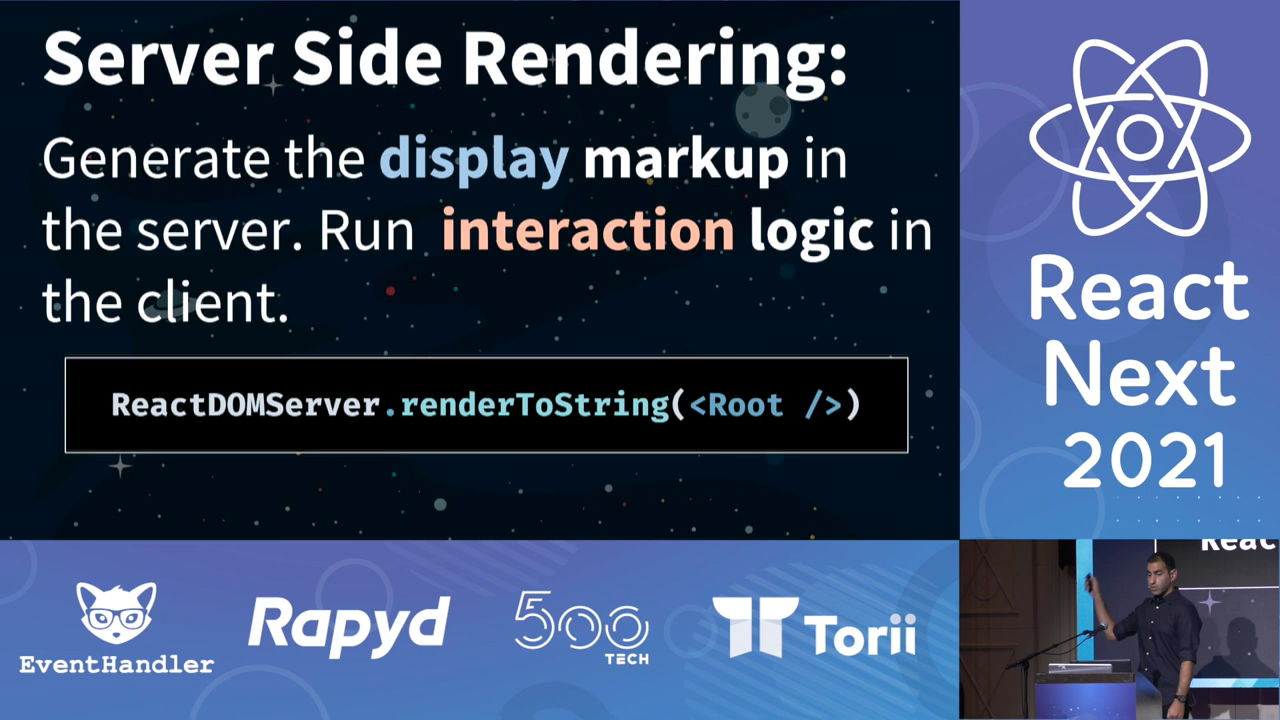 Server Side Rendering:
Generate the display markup in
the server. Run interaction logic in
the client.
ReactDOMServer.renderToString(<Root />)
React
Next
2021
EventHandler
Rapyd
500
TECH
Torii
Reac